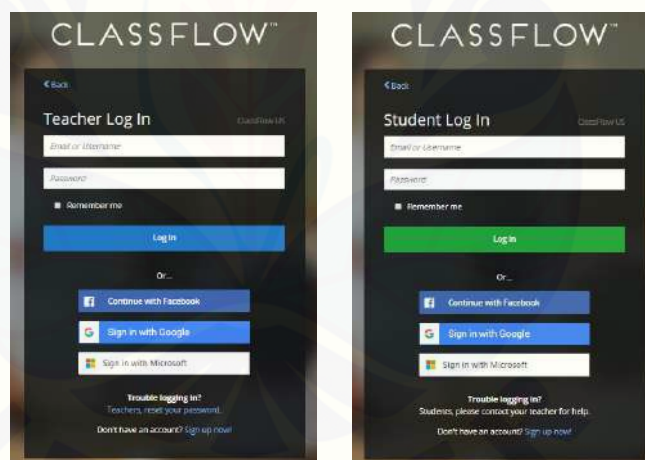 CLASSFLOW™
Back
Teacher Log In
ClassFlow US
Email or Username
Password
Remember me
Log In
Or...
Continue with Facebook
Sign in with Google
Sign in with Microsoft
Trouble logging in?
Teachers, reset your password.
Don't have an account? Sign up now!
CLASSFLOW™
Back
Student Log In
ClassFlow US
Email or Username
Password
Remember me
Log In
Or...
Continue with Facebook
Sign in with Google
Sign in with Microsoft
Trouble logging in?
Students, please contact your teacher for help.
Don't have an account? Sign up now!